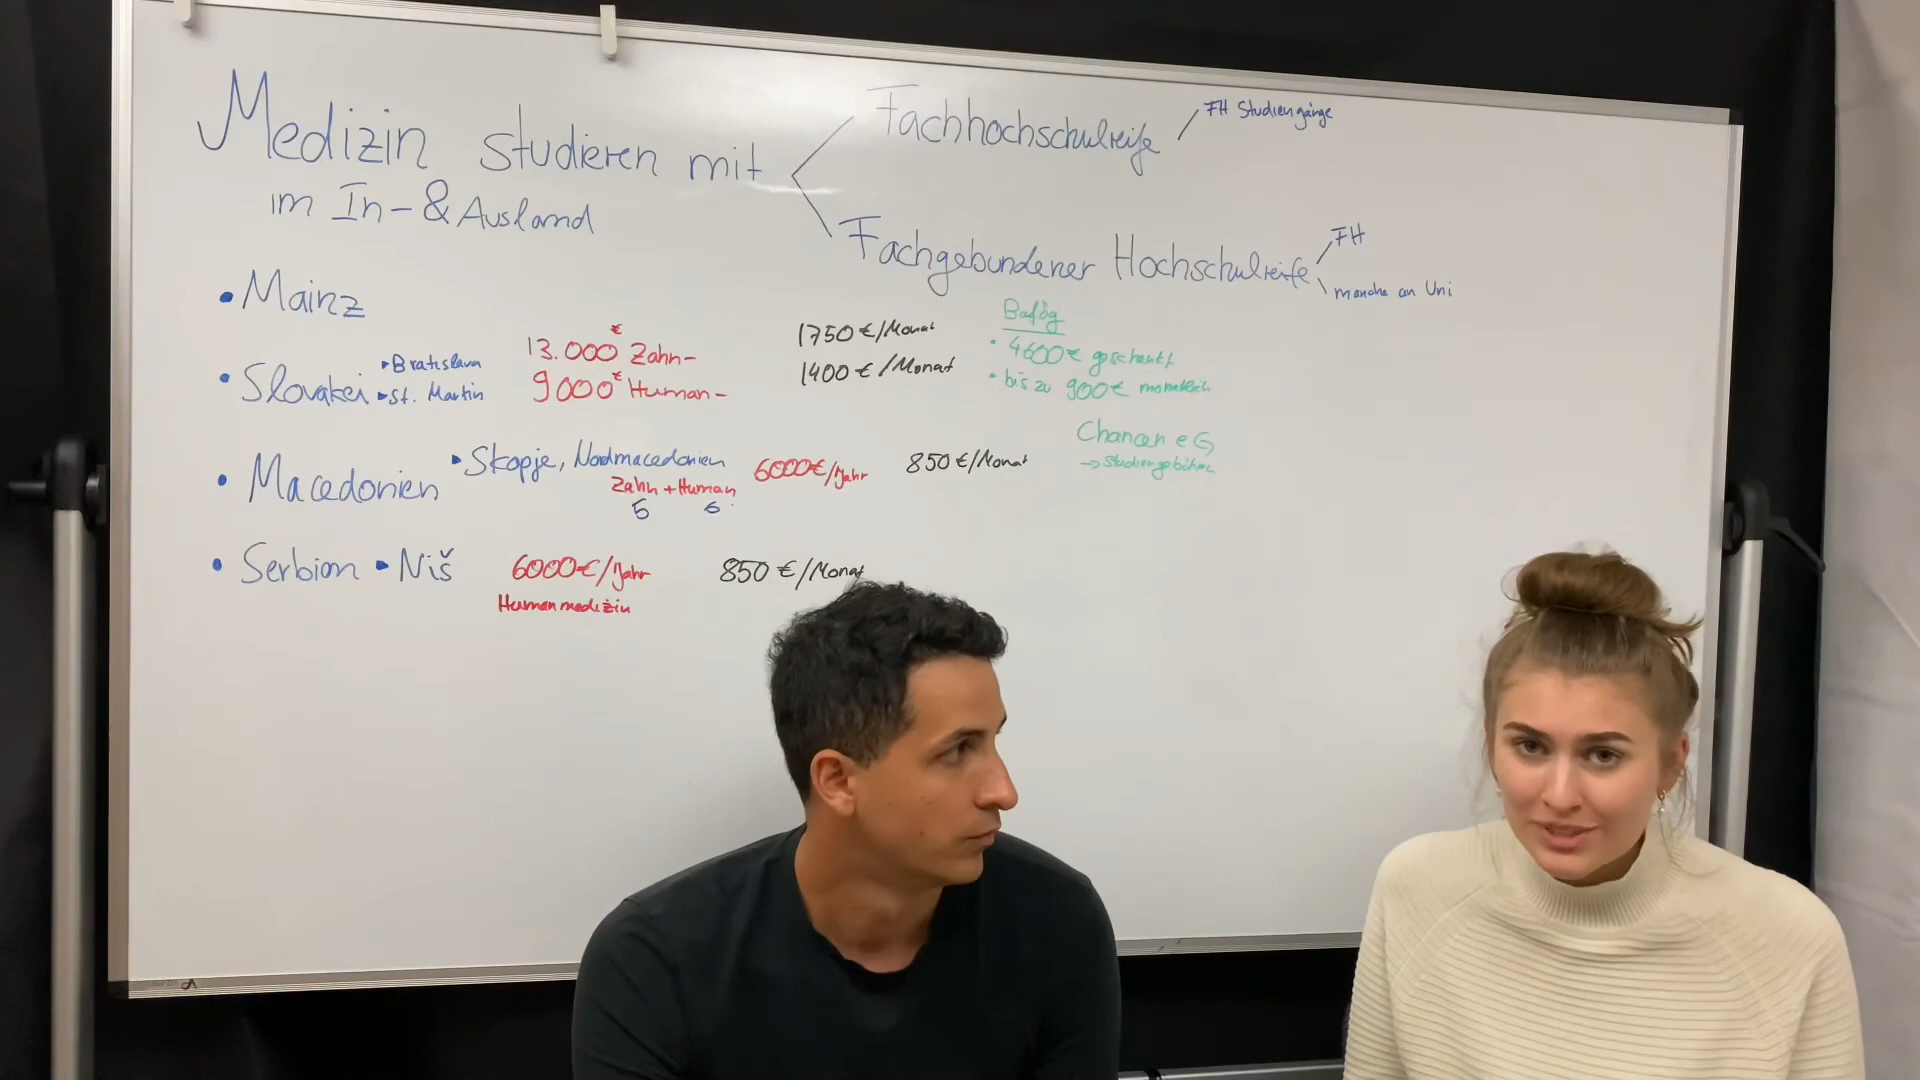 Medizin studieren mit
im In- & Ausland
Fachhochschulreife
FH Studiengänge
Fachgebundener Hochschulreife
FH
manche an Uni
• Mainz
• Slovakei
▸ Bratislava
▸ St. Martin
13.000 € Zahn-
9000 € Human-
1750 €/Monat
1400 €/Monat
Bafög
• 4600 € geschenkt
• bis zu 900 € monatlich
Chancen eG
→ Studiengebühren
• Macedonien
▸ Skopje, Nordmacedonien
Zahn + Human
5 6
6000€/Jahr
850 €/Monat
• Serbien
▸ Niš
6000€/Jahr
Humanmedizin
850 €/Monat